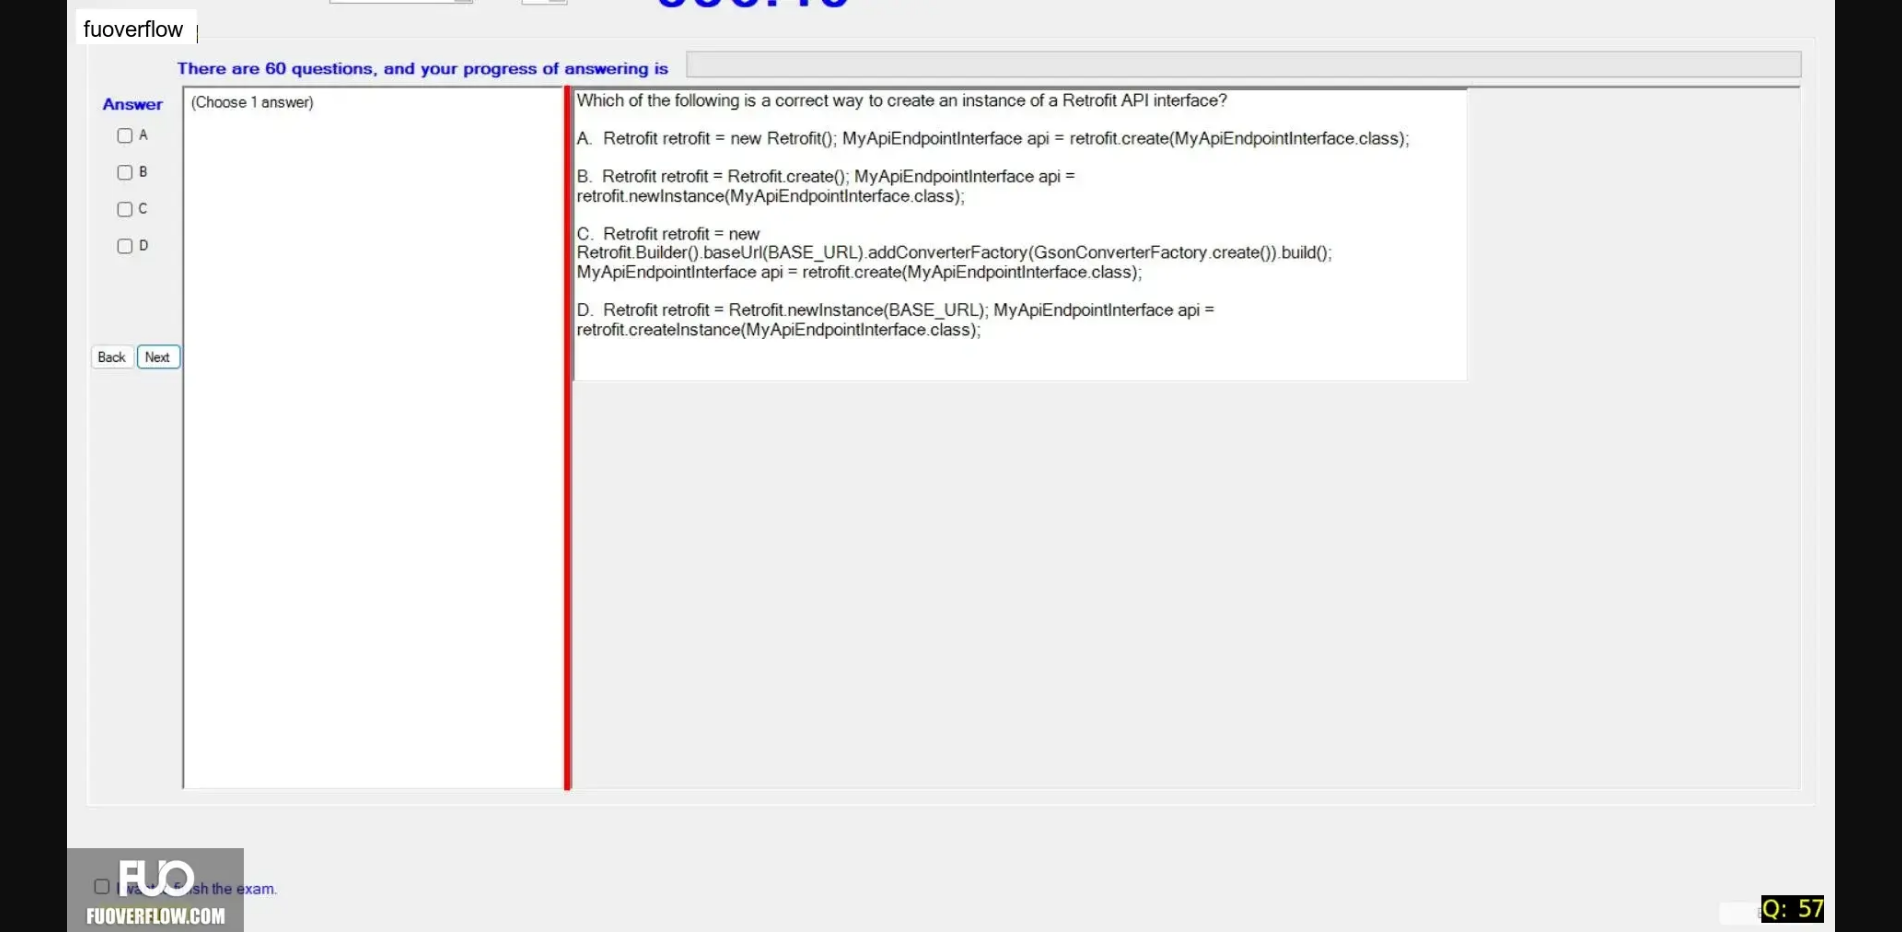 fuoverflow
There are 60 questions, and your progress of answering is
Answer
(Choose 1 answer)
A
B
C
D
Back Next
Which of the following is a correct way to create an instance of a Retrofit API interface?
A. Retrofit retrofit = new Retrofit(); MyApiEndpointInterface api = retrofit.create(MyApiEndpointInterface.class);
B. Retrofit retrofit = Retrofit.create(); MyApiEndpointInterface api =
retrofit.newInstance(MyApiEndpointInterface.class);
C. Retrofit retrofit = new
Retrofit.Builder().baseUrl(BASE_URL).addConverterFactory(GsonConverterFactory.create()).build();
MyApiEndpointInterface api = retrofit.create(MyApiEndpointInterface.class);
D. Retrofit retrofit = Retrofit.newInstance(BASE_URL); MyApiEndpointInterface api =
retrofit.createInstance(MyApiEndpointInterface.class);
FUO
the exam.
FUOVERFLOW.COM
Q: 57